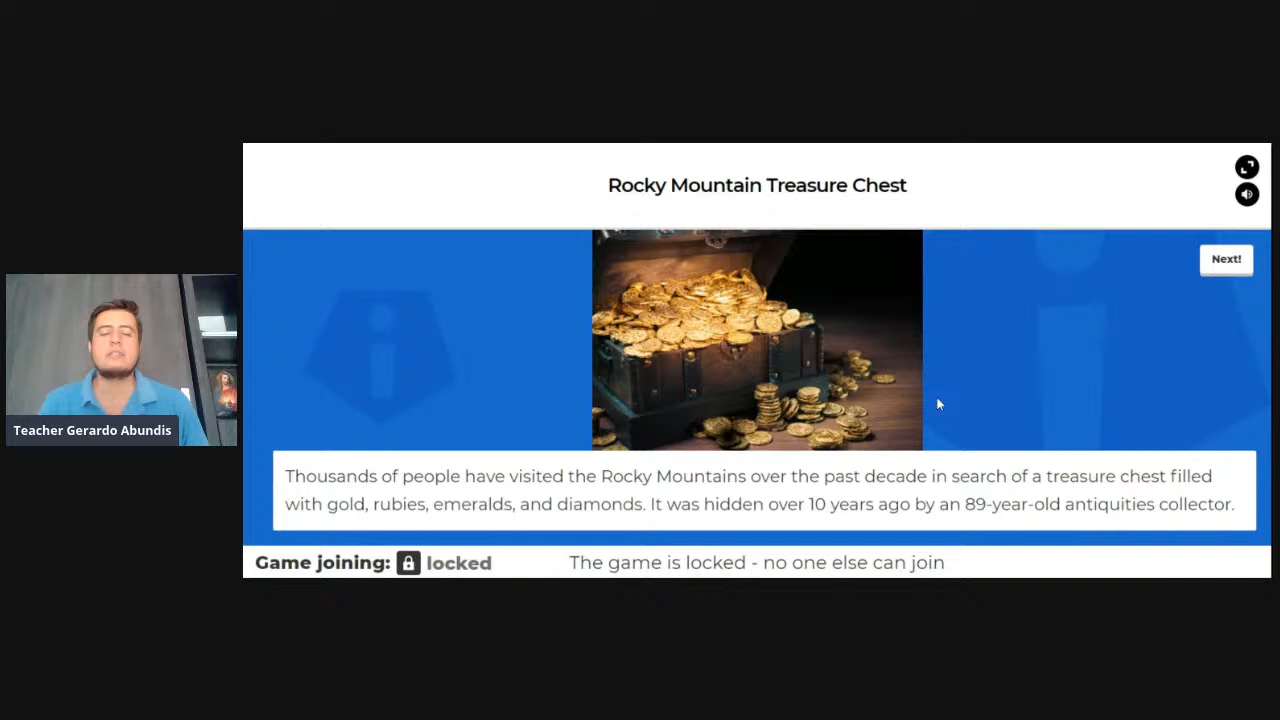 Rocky Mountain Treasure Chest
Next!
Teacher Gerardo Abundis
Thousands of people have visited the Rocky Mountains over the past decade in search of a treasure chest filled
with gold, rubies, emeralds, and diamonds. It was hidden over 10 years ago by an 89-year-old antiquities collector.
Game joining: locked
The game is locked - no one else can join